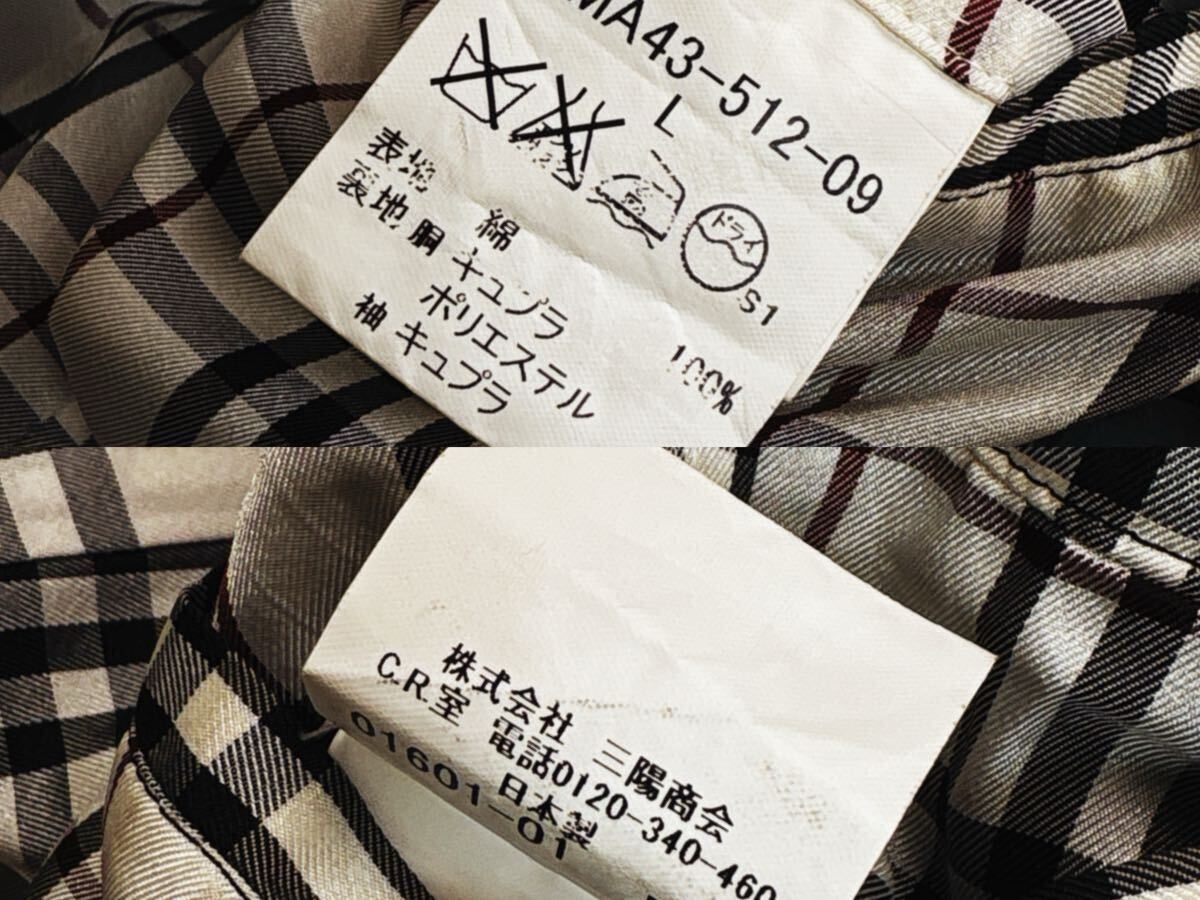 MA43-512-09
L
ドライ
S1
表地 綿 100%
裏地 胴 キュプラ
ポリエステル
袖 キュプラ
株式会社 三陽商会
C.R.室 電話0120-340-460
日本製
01601-01